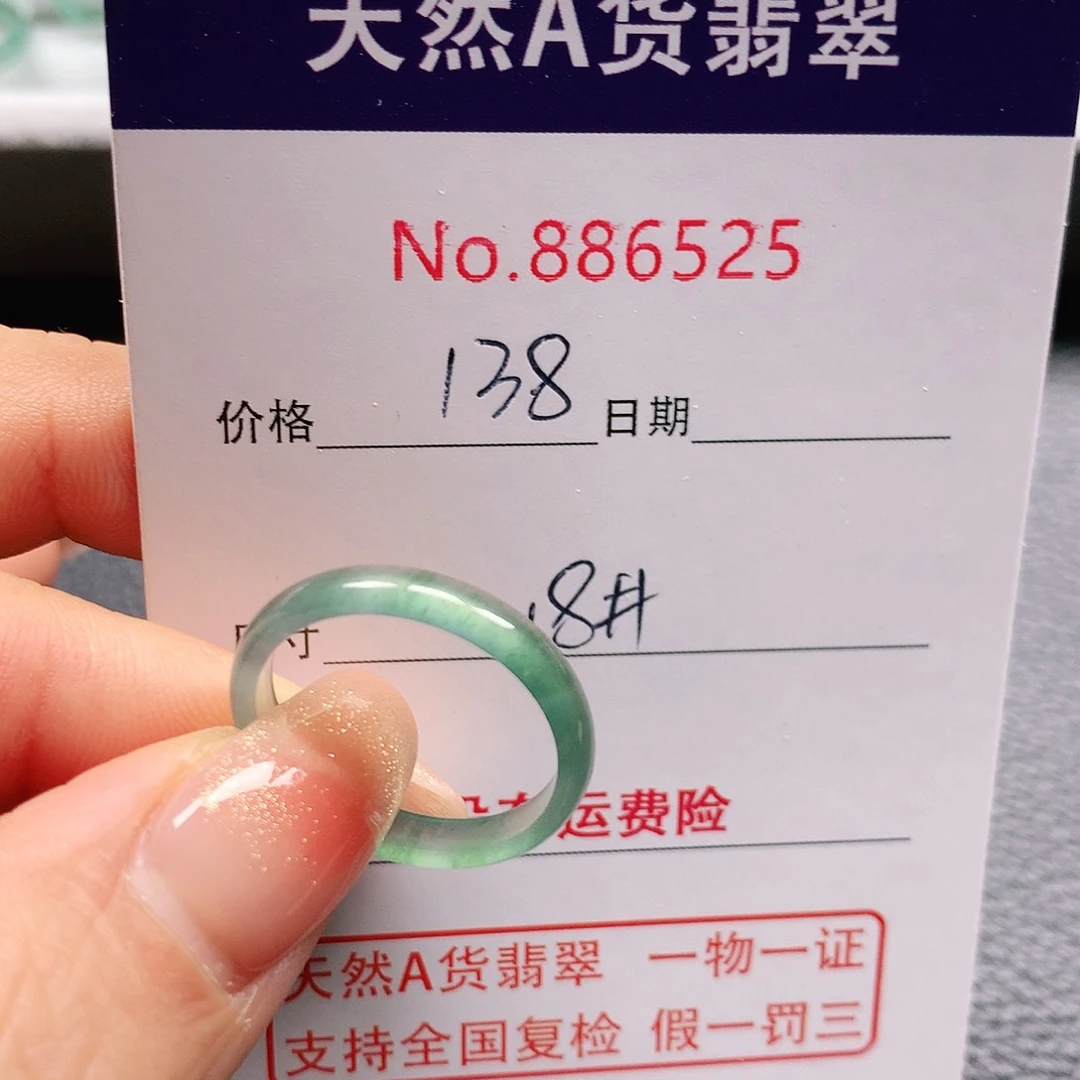 天然A货翡翠
No.886525
价格 138 日期
寸 18#
运费险
天然A货翡翠 一物一证
支持全国复检 假一罚三